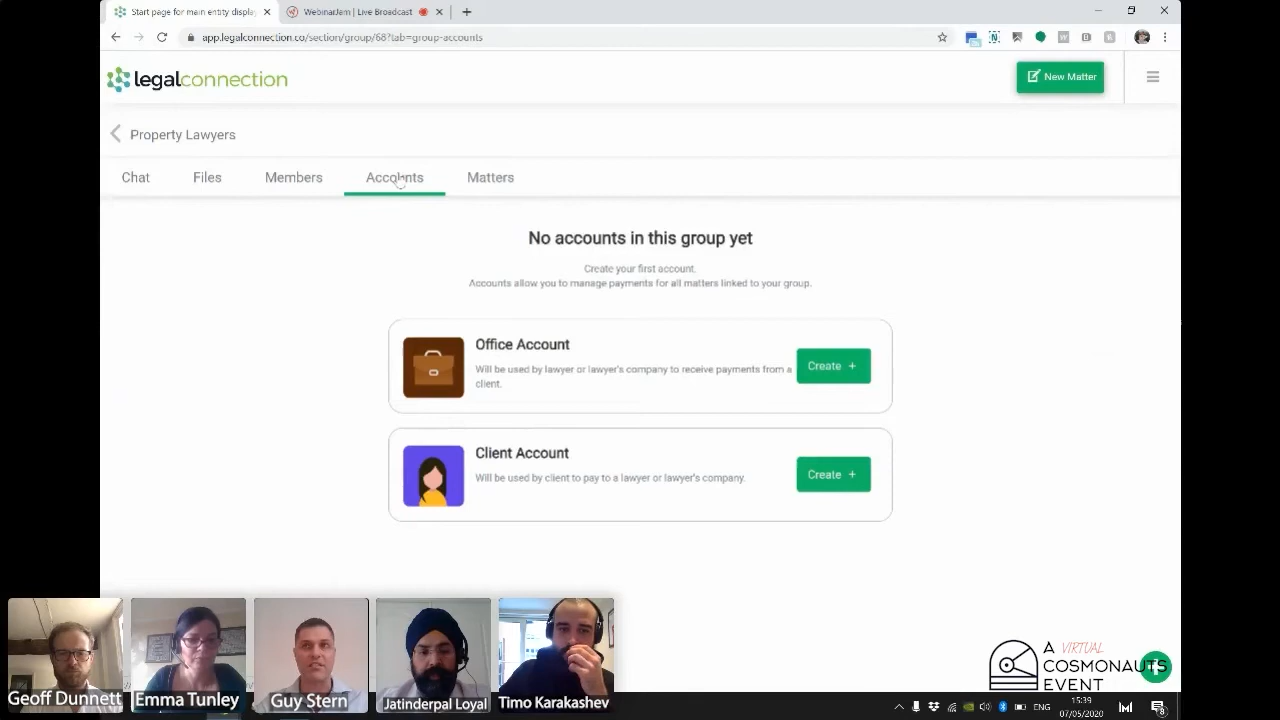 Start page for main entity display
WebinarJam | Live Broadcast
app.legalconnection.co/section/group/68?tab=group-accounts
legalconnection
New Matter
Property Lawyers
Chat
Files
Members
Accounts
Matters
No accounts in this group yet
Create your first account.
Accounts allow you to manage payments for all matters linked to your group.
Office Account
Will be used by lawyer or lawyer's company to receive payments from a
client.
Create +
Client Account
Will be used by client to pay to a lawyer or lawyer's company.
Create +
Geoff Dunnett
Emma Tunley
Guy Stern
Jatinderpal Loyal
Timo Karakashev
A VIRTUAL
COSMONAUTS
EVENT
ENG
15:39
07/05/2020